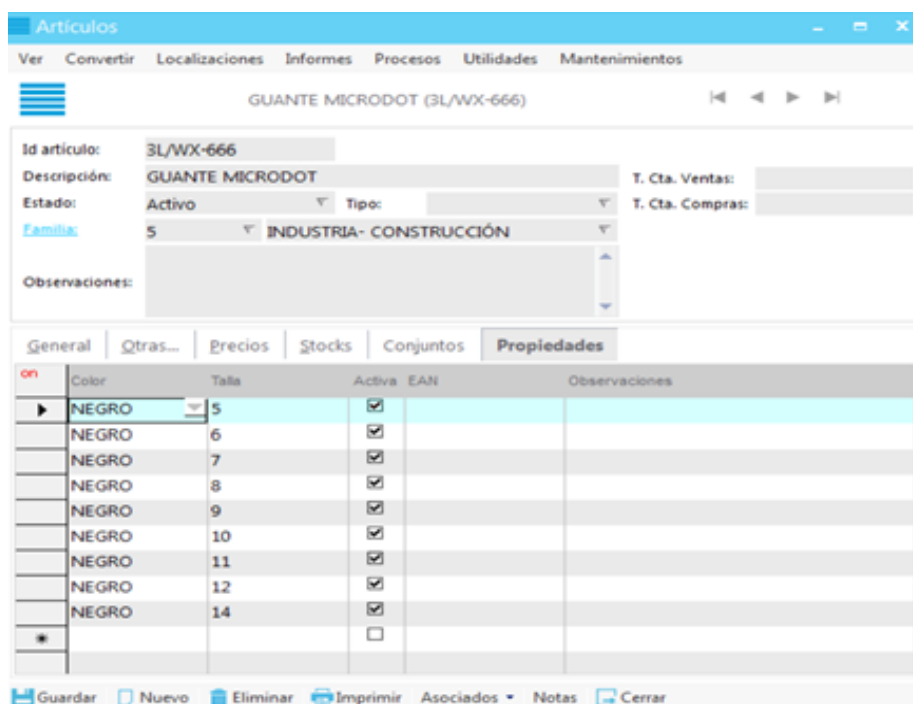 Artículos
Ver Convertir Localizaciones Informes Procesos Utilidades Mantenimientos
GUANTE MICRODOT (3L/WX-666)
Id artículo: 3L/WX-666
Descripción: GUANTE MICRODOT T. Cta. Ventas:
Estado: Activo Tipo: T. Cta. Compras:
Familia: 5 INDUSTRIA- CONSTRUCCIÓN
Observaciones:
General Otras... Precios Stocks Conjuntos Propiedades
on Color Talla Activa EAN Observaciones
NEGRO 5
NEGRO 6
NEGRO 7
NEGRO 8
NEGRO 9
NEGRO 10
NEGRO 11
NEGRO 12
NEGRO 14
Guardar Nuevo Eliminar Imprimir Asociados Notas Cerrar